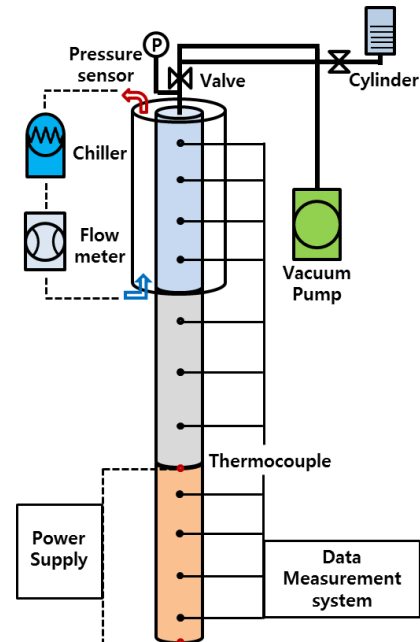 P
Pressure
sensor
Valve
Cylinder
Chiller
Flow
meter
Vacuum
Pump
Thermocouple
Power
Supply
Data
Measurement
system